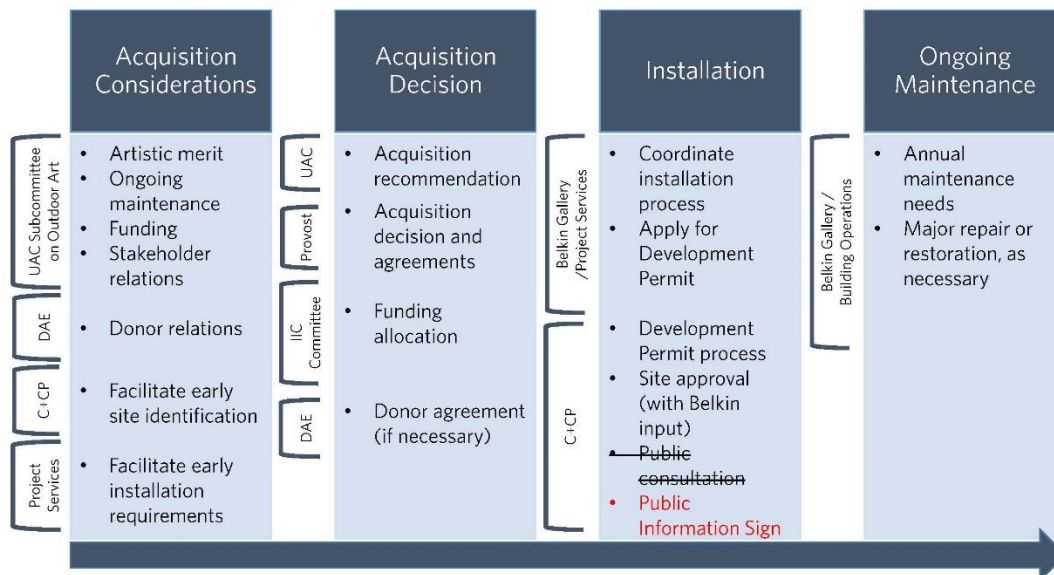 Acquisition
Considerations
UAC Subcommittee
on Outdoor Art
• Artistic merit
• Ongoing
maintenance
• Funding
• Stakeholder
relations
DAE
• Donor relations
C+CP
• Facilitate early
site identification
Project
Services
• Facilitate early
installation
requirements
Acquisition
Decision
UAC
• Acquisition
recommendation
Provost
• Acquisition
decision and
agreements
IIC
Committee
• Funding
allocation
DAE
• Donor agreement
(if necessary)
Installation
Belkin Gallery
/Project Services
• Coordinate
installation
process
• Apply for
Development
Permit
C+CP
• Development
Permit process
• Site approval
(with Belkin
input)
• Public
consultation
• Public
Information Sign
Ongoing
Maintenance
Belkin Gallery /
Building Operations
• Annual
maintenance
needs
• Major repair or
restoration, as
necessary